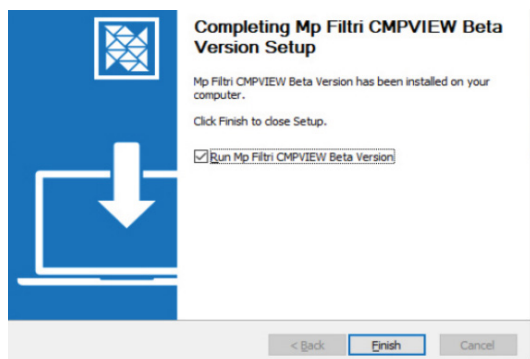 Completing Mp Filtri CMPVIEW Beta
Version Setup
Mp Filtri CMPVIEW Beta Version has been installed on your
computer.
Click Finish to close Setup.
Run Mp Filtri CMPVIEW Beta Version
< Back
Finish
Cancel